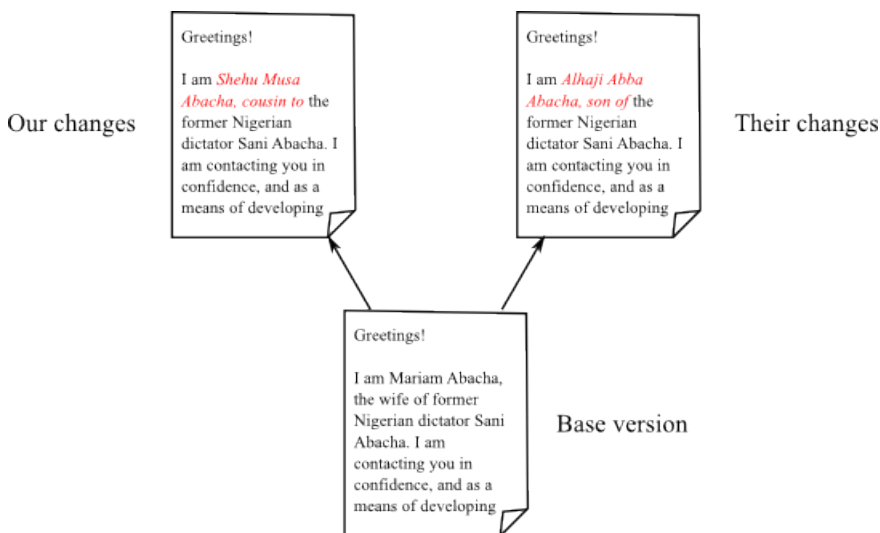 Greetings!
I am Shehu Musa
Abacha, cousin to the
former Nigerian
dictator Sani Abacha. I
am contacting you in
confidence, and as a
means of developing
Our changes
Greetings!
I am Alhaji Abba
Abacha, son of the
former Nigerian
dictator Sani Abacha. I
am contacting you in
confidence, and as a
means of developing
Their changes
Greetings!
I am Mariam Abacha,
the wife of former
Nigerian dictator Sani
Abacha. I am
contacting you in
confidence, and as a
means of developing
Base version